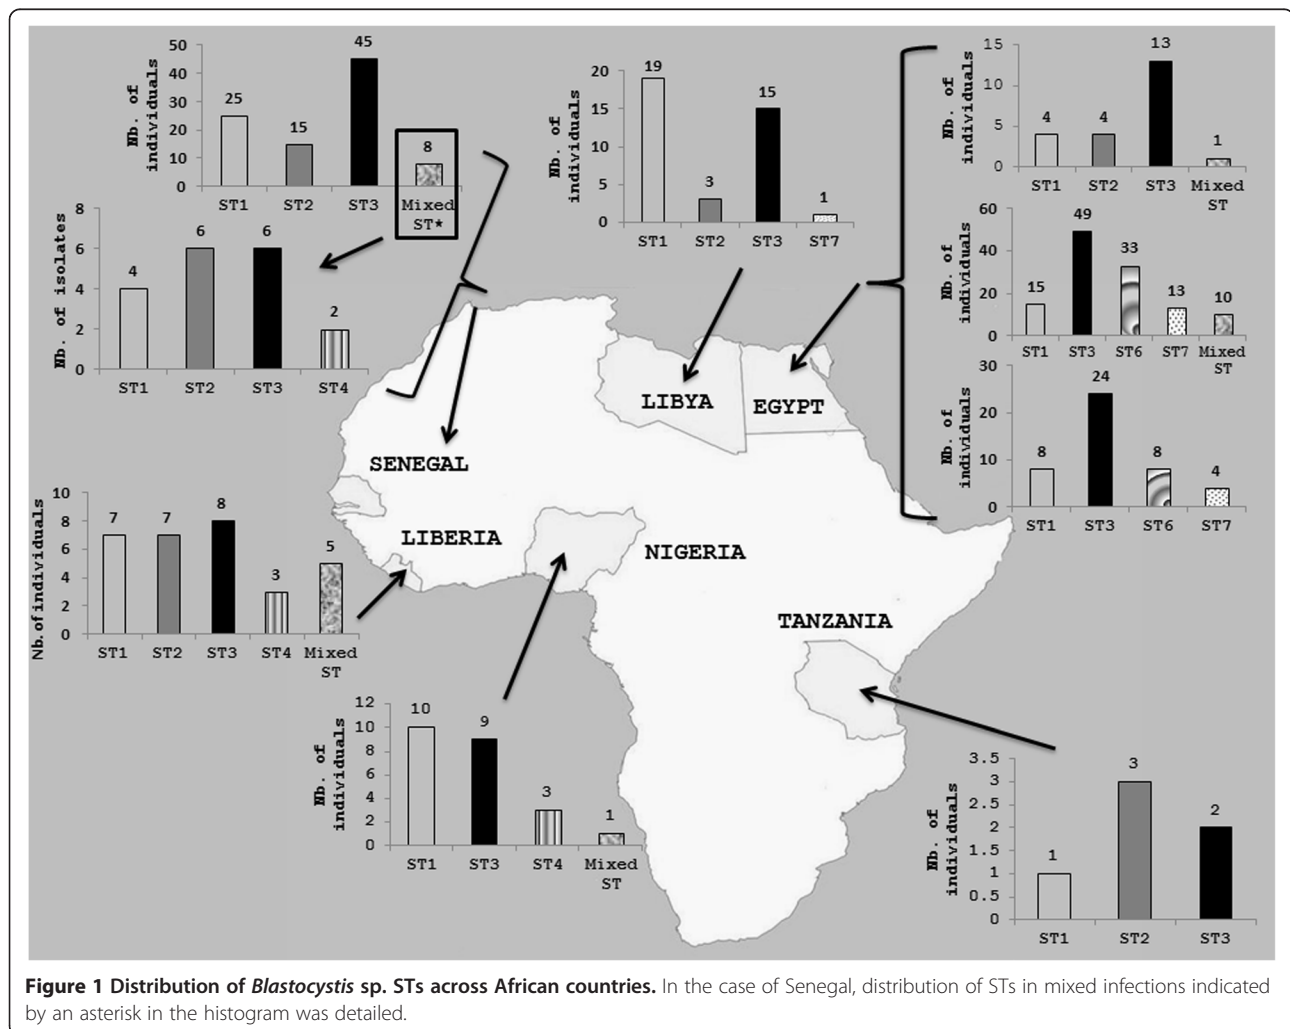 50
40
30
20
10
0
Nb. of
individuals
25
15
45
8
ST1
ST2
ST3
Mixed
ST*
8
6
4
2
0
Nb. of isolates
4
6
6
2
ST1
ST2
ST3
ST4
20
15
10
5
0
Nb. of
individuals
19
3
15
1
ST1
ST2
ST3
ST7
15
10
5
0
Nb. of
individuals
4
4
13
1
ST1
ST2
ST3
Mixed
ST
60
40
20
0
Nb. of
individuals
15
49
33
13
10
ST1
ST3
ST6
ST7
Mixed
ST
30
20
10
0
Nb. of
individuals
8
24
8
4
ST1
ST3
ST6
ST7
LIBYA
EGYPT
SENEGAL
LIBERIA
NIGERIA
TANZANIA
10
8
6
4
2
0
Nb. of individuals
7
7
8
3
5
ST1
ST2
ST3
ST4
Mixed
ST
12
10
8
6
4
2
0
Nb. of
individuals
10
9
3
1
ST1
ST3
ST4
Mixed
ST
3.5
3
2.5
2
1.5
1
0.5
0
Nb. of
individuals
1
3
2
ST1
ST2
ST3
Figure 1 Distribution of Blastocystis sp. STs across African countries. In the case of Senegal, distribution of STs in mixed infections indicated
by an asterisk in the histogram was detailed.